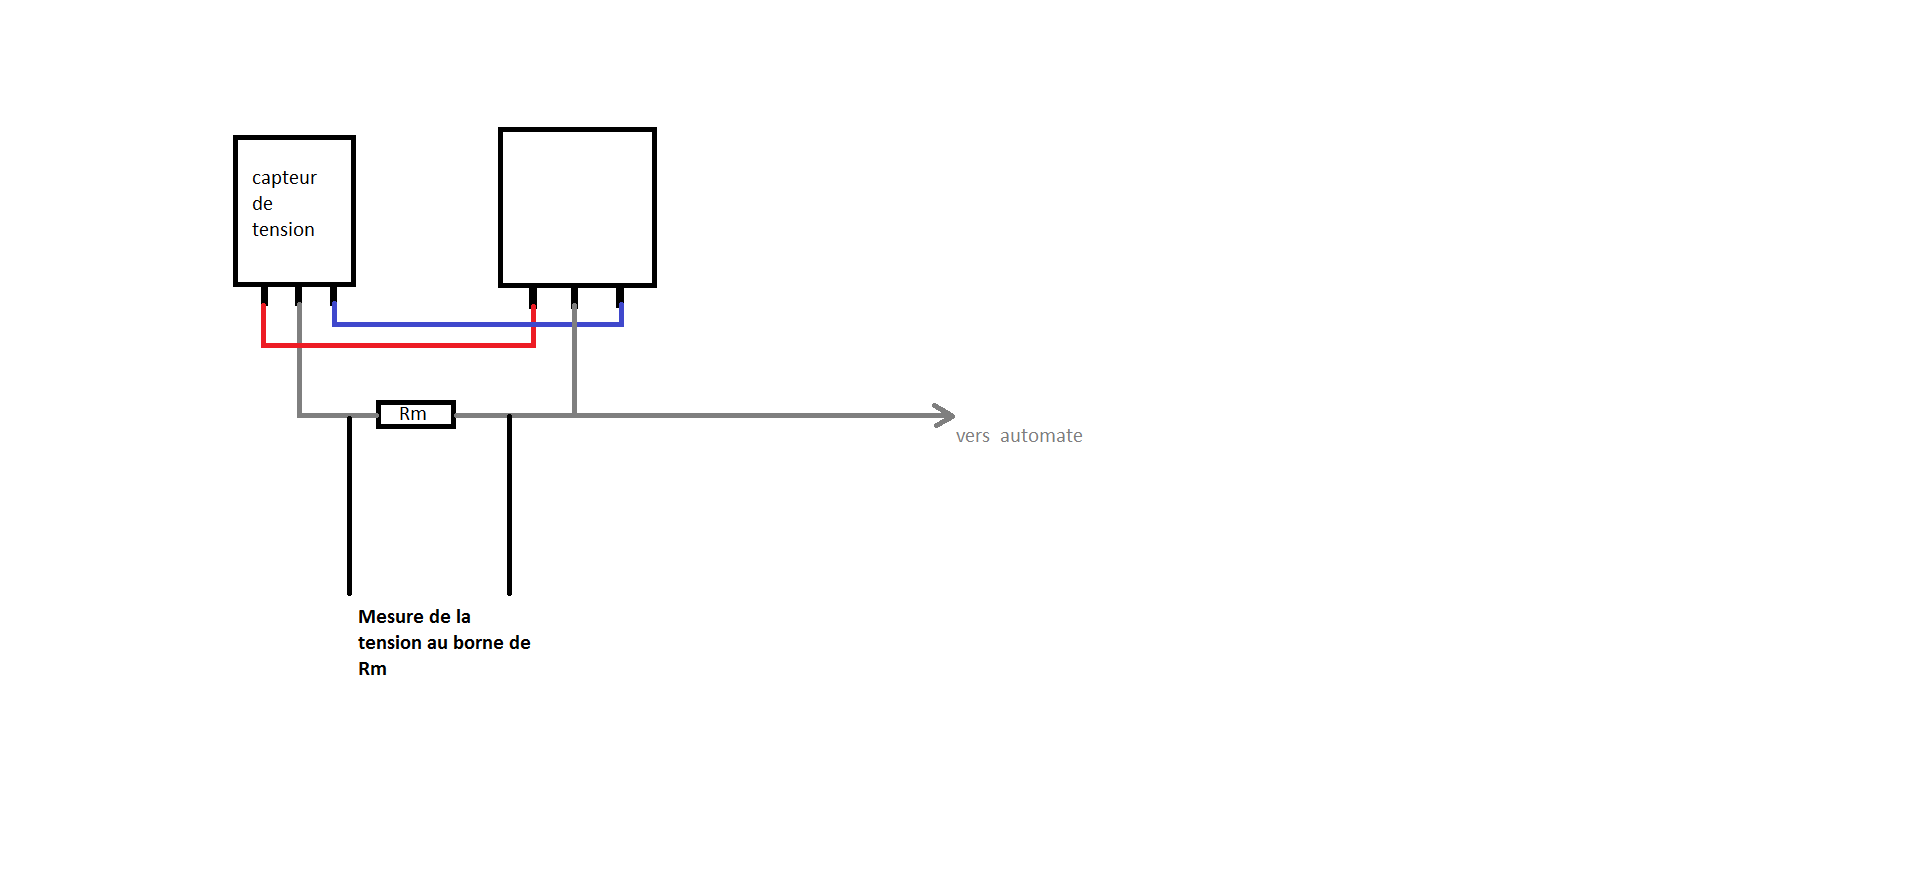 capteur
de
tension
Rm
vers automate
Mesure de la
tension au borne de
Rm